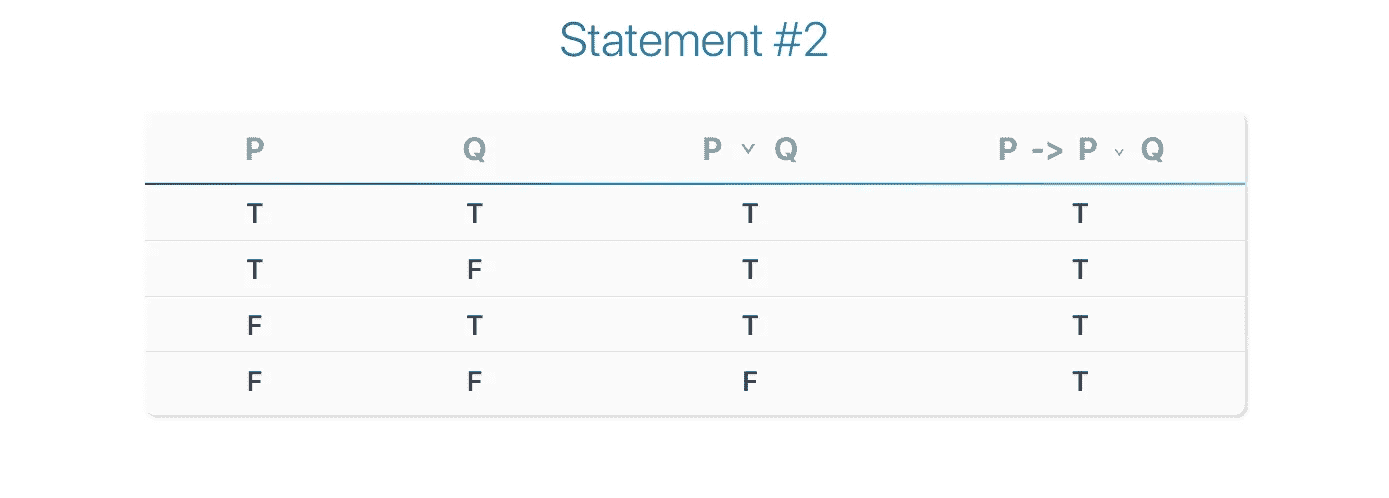 Statement #2
P Q P ∨ Q P -> P ∨ Q
T T T T
T F T T
F T T T
F F F T